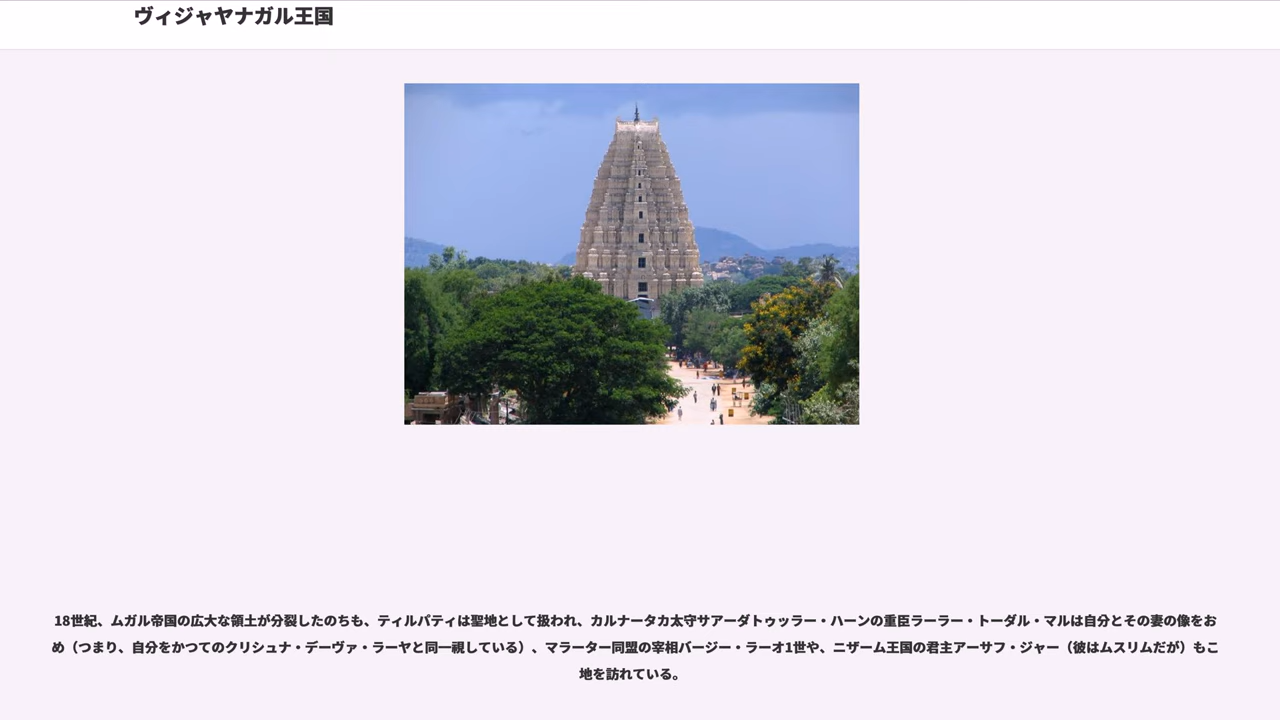 ヴィジャヤナガル王国
18世紀、ムガル帝国の広大な領土が分裂したのちも、ティルパティは聖地として扱われ、カルナータカ太守サアーダトゥッラー・ハーンの重臣ラーラー・トーダル・マルは自分とその妻の像をお
め（つまり、自分をかつてのクリシュナ・デーヴァ・ラーヤと同一視している）、マラーター同盟の宰相バージー・ラーオ1世や、ニザーム王国の君主アーサフ・ジャー（彼はムスリムだが）もこ
地を訪れている。